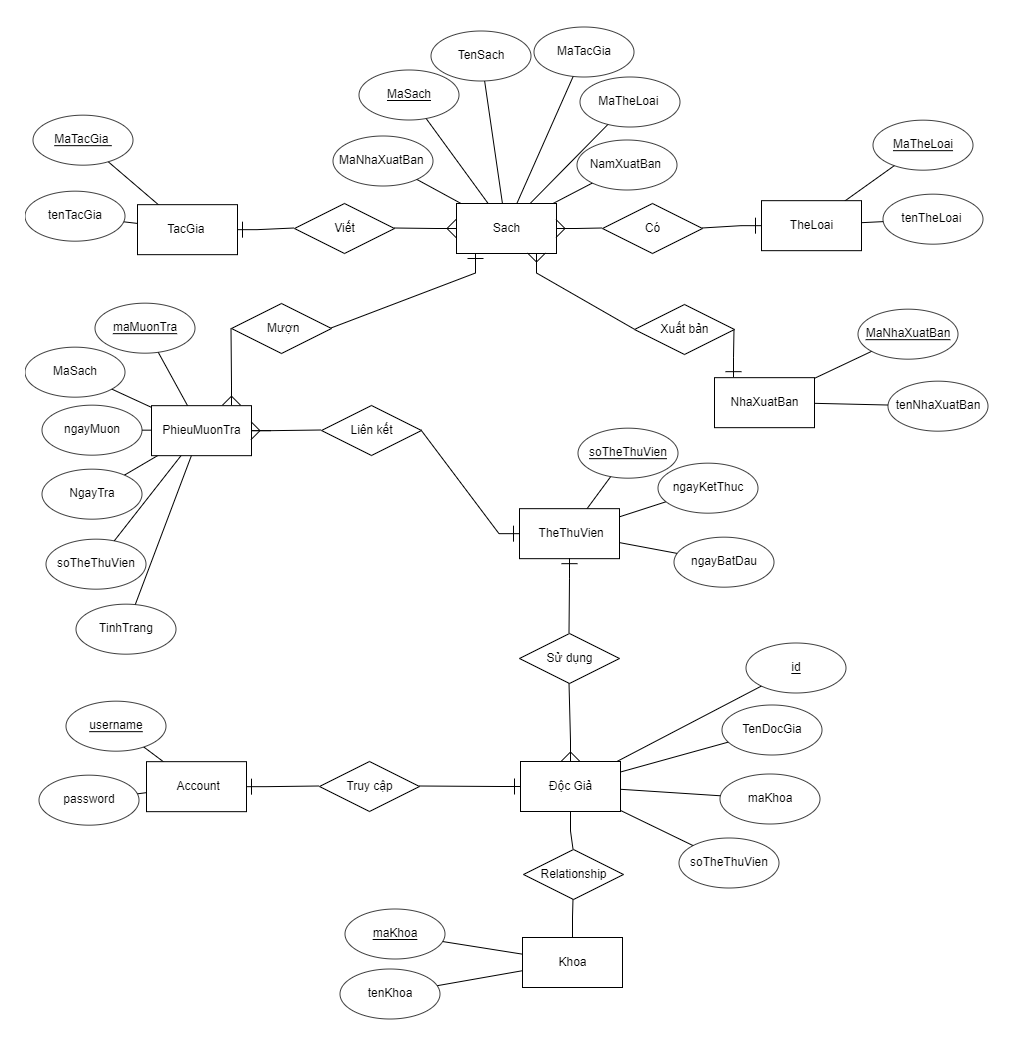 TenSach
MaTacGia
MaSach
MaTheLoai
MaTacGia
MaTheLoai
MaNhaXuatBan
NamXuatBan
tenTacGia
tenTheLoai
TacGia
Viết
Sach
Có
TheLoai
maMuonTra
Mượn
Xuất bản
MaNhaXuatBan
MaSach
NhaXuatBan
tenNhaXuatBan
ngayMuon
PhieuMuonTra
Liên kết
soTheThuVien
NgayTra
ngayKetThuc
TheThuVien
soTheThuVien
ngayBatDau
TinhTrang
Sử dụng
id
username
TenDocGia
password
Account
Truy cập
Độc Giả
maKhoa
soTheThuVien
Relationship
maKhoa
Khoa
tenKhoa